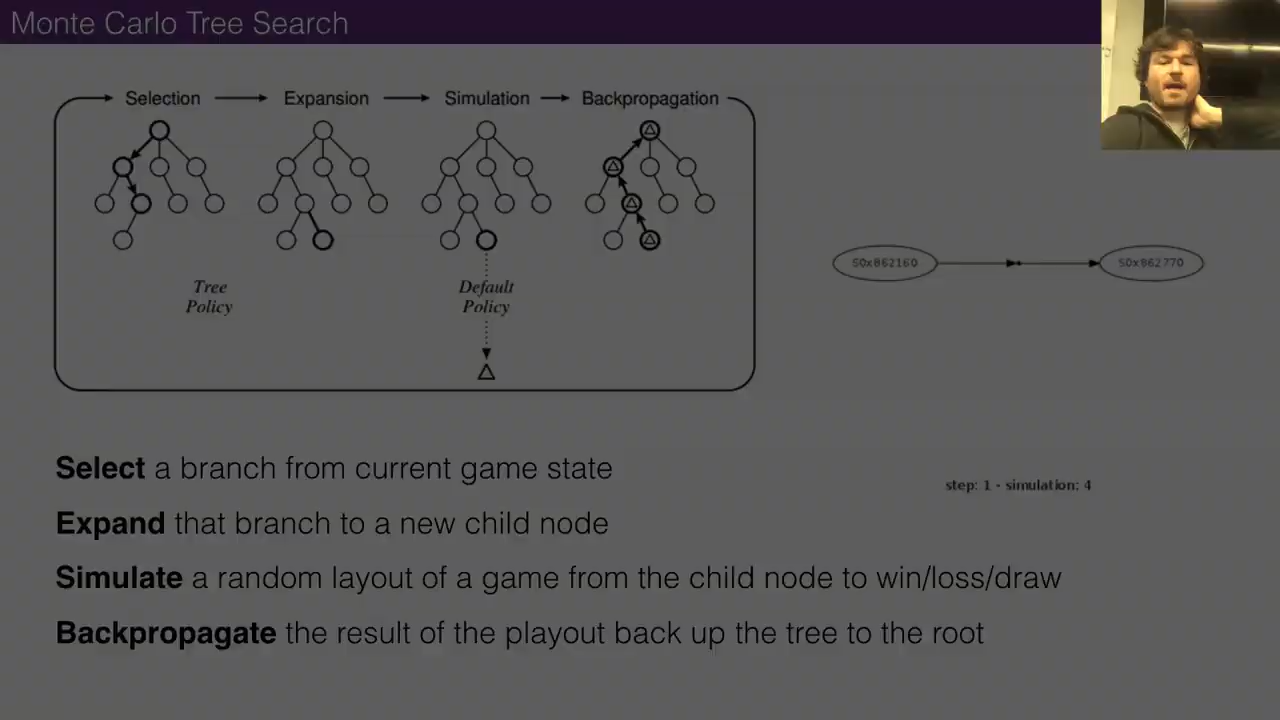 Monte Carlo Tree Search
Selection
Expansion
Simulation
Backpropagation
Tree
Policy
Default
Policy
S0x862160
S0x962770
Select a branch from current game state
step: 1 - simulation: 4
Expand that branch to a new child node
Simulate a random layout of a game from the child node to win/loss/draw
Backpropagate the result of the playout back up the tree to the root